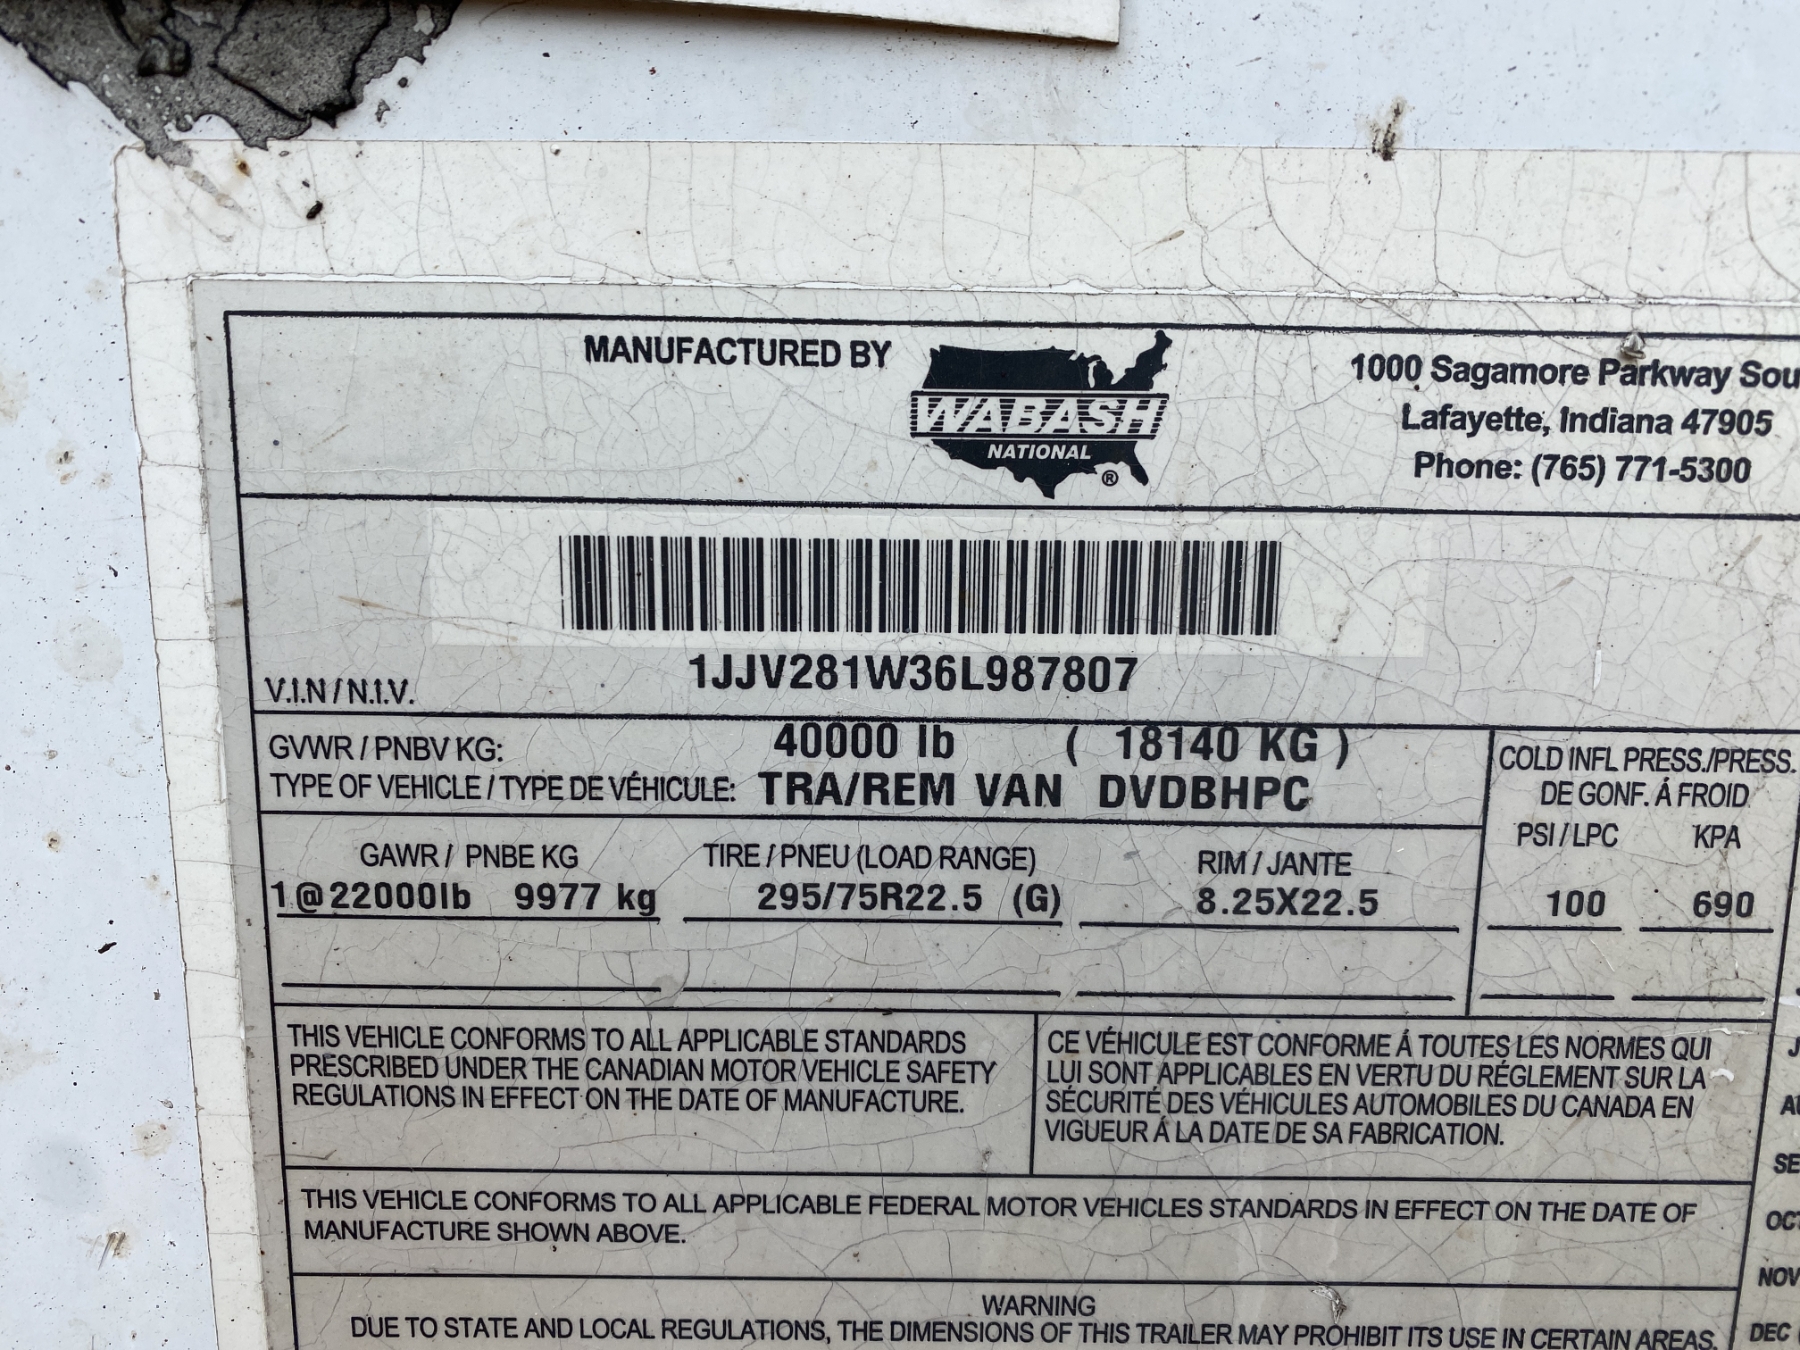 MANUFACTURED BY
WABASH
NATIONAL
®
1000 Sagamore Parkway Sou
Lafayette, Indiana 47905
Phone: (765) 771-5300
V.I.N / N.I.V.
1JJV281W36L987807
GVWR / PNBV KG: 40000 lb ( 18140 KG )
TYPE OF VEHICLE / TYPE DE VÉHICULE: TRA/REM VAN DVDBHPC
COLD INFL PRESS./PRESS.
DE GONF. À FROID
PSI / LPC KPA
GAWR / PNBE KG TIRE / PNEU (LOAD RANGE) RIM / JANTE
1@22000lb 9977 kg 295/75R22.5 (G) 8.25X22.5 100 690
THIS VEHICLE CONFORMS TO ALL APPLICABLE STANDARDS
PRESCRIBED UNDER THE CANADIAN MOTOR VEHICLE SAFETY
REGULATIONS IN EFFECT ON THE DATE OF MANUFACTURE.
CE VÉHICULE EST CONFORME À TOUTES LES NORMES QUI
LUI SONT APPLICABLES EN VERTU DU RÉGLEMENT SUR LA
SÉCURITÉ DES VÉHICULES AUTOMOBILES DU CANADA EN
VIGUEUR À LA DATE DE SA FABRICATION.
THIS VEHICLE CONFORMS TO ALL APPLICABLE FEDERAL MOTOR VEHICLES STANDARDS IN EFFECT ON THE DATE OF
MANUFACTURE SHOWN ABOVE.
WARNING
DUE TO STATE AND LOCAL REGULATIONS, THE DIMENSIONS OF THIS TRAILER MAY PROHIBIT ITS USE IN CERTAIN AREAS.
J
AU
SE
OCT
NOV
DEC